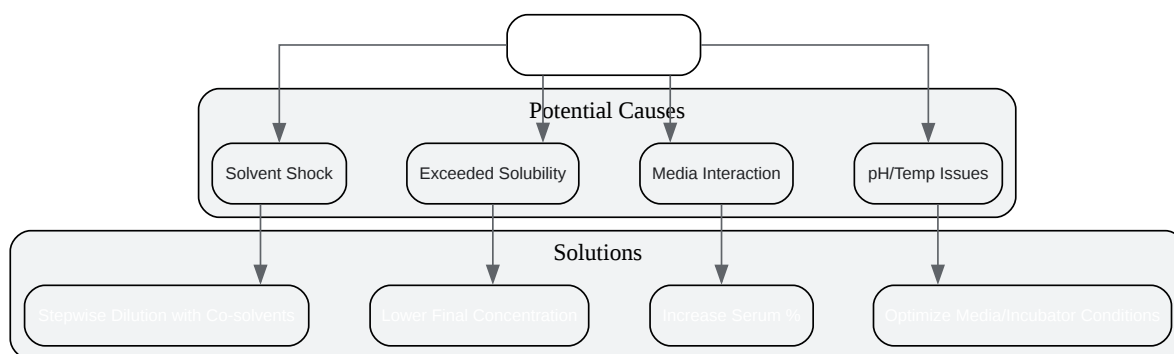 Potential Causes
Solvent Shock
Exceeded Solubility
Media Interaction
pH/Temp Issues
Solutions
Stepwise Dilution with Co-solvents
Lower Final Concentration
Increase Serum %
Optimize Media/Incubator Conditions